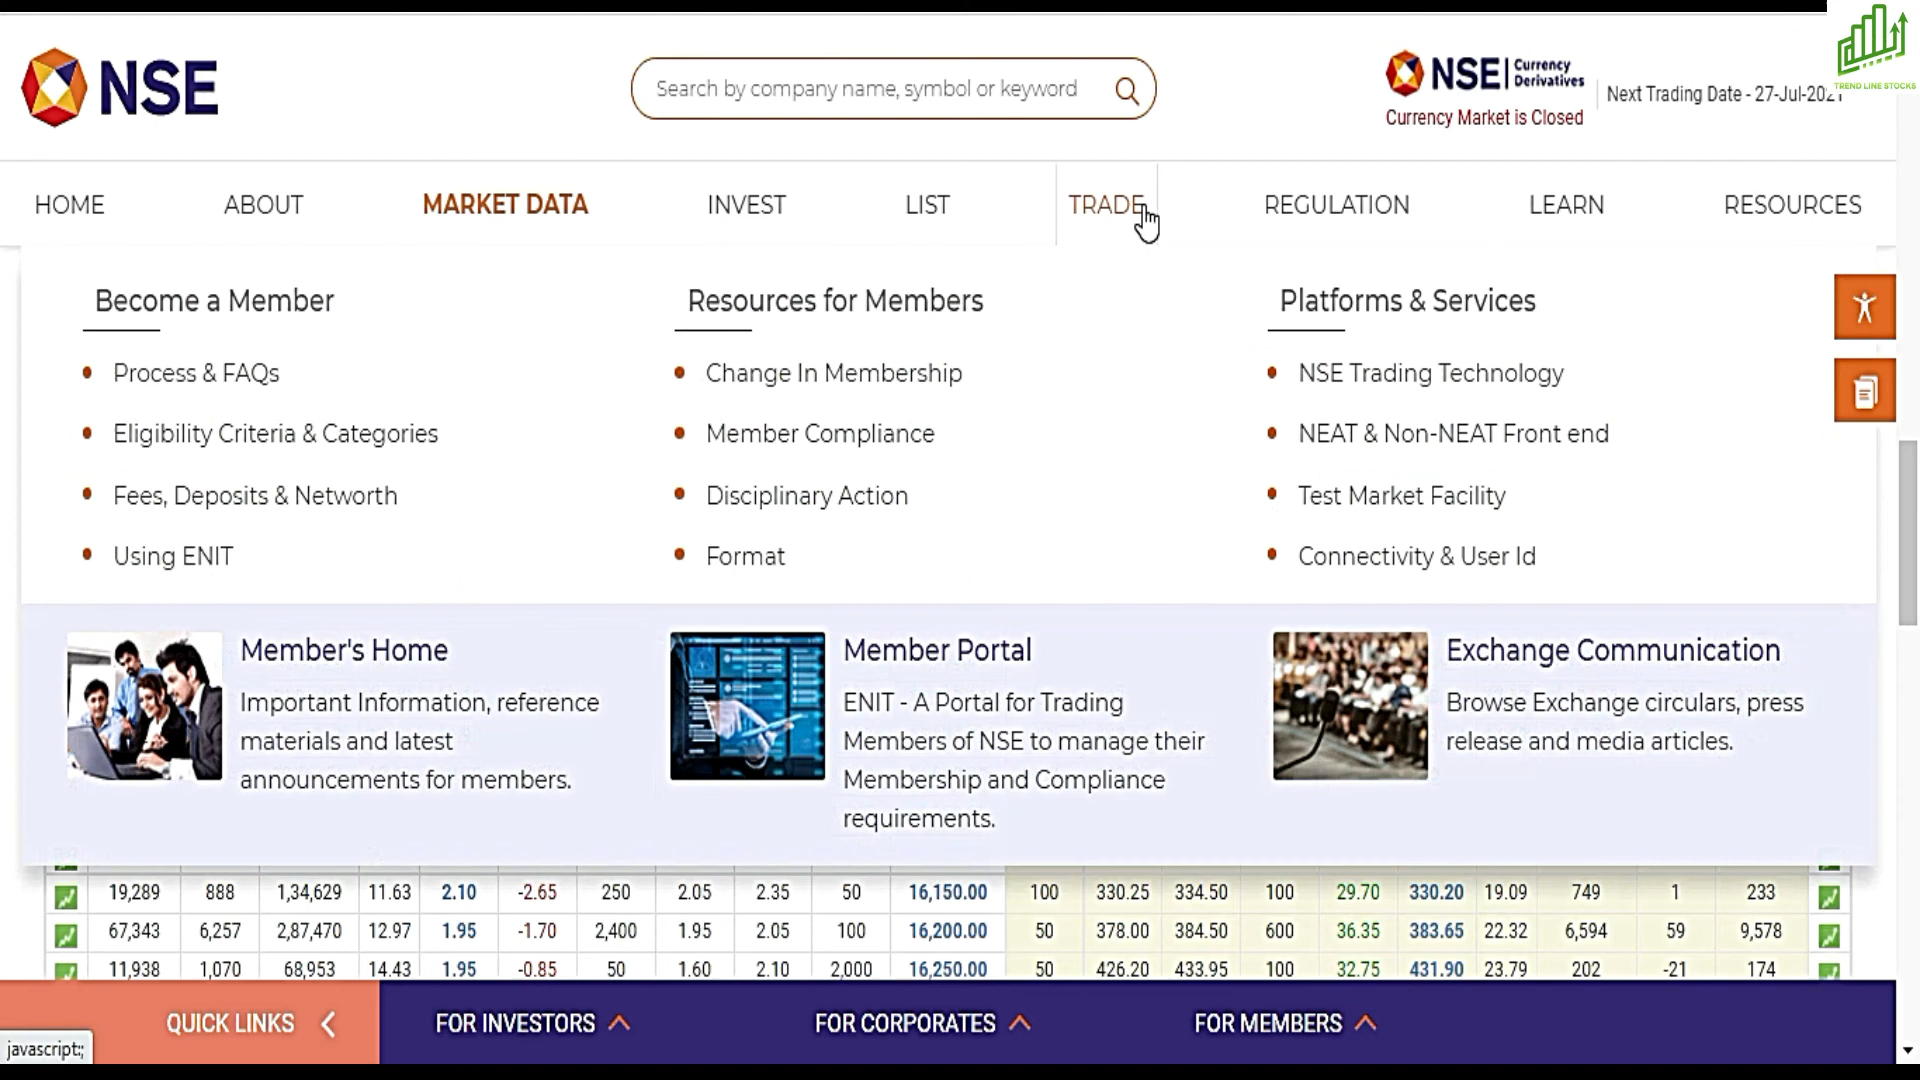 TREND LINE STOCKS
NSE
Search by company name, symbol or keyword
NSE | Currency Derivatives
Currency Market is Closed
Next Trading Date - 27-Jul-2021
HOME ABOUT MARKET DATA INVEST LIST TRADE REGULATION LEARN RESOURCES
Become a Member
Process & FAQs
Eligibility Criteria & Categories
Fees, Deposits & Networth
Using ENIT
Resources for Members
Change In Membership
Member Compliance
Disciplinary Action
Format
Platforms & Services
NSE Trading Technology
NEAT & Non-NEAT Front end
Test Market Facility
Connectivity & User Id
Member's Home
Important Information, reference
materials and latest
announcements for members.
Member Portal
ENIT - A Portal for Trading
Members of NSE to manage their
Membership and Compliance
requirements.
Exchange Communication
Browse Exchange circulars, press
release and media articles.
19,289 888 1,34,629 11.63 2.10 -2.65 250 2.05 2.35 50 16,150.00 100 330.25 334.50 100 29.70 330.20 19.09 749 1 233
67,343 6,257 2,87,470 12.97 1.95 -1.70 2,400 1.95 2.05 100 16,200.00 50 378.00 384.50 600 36.35 383.65 22.32 6,594 59 9,578
11,938 1,070 68,953 14.43 1.95 -0.85 50 1.60 2.10 2,000 16,250.00 50 426.20 433.95 100 32.75 431.90 23.79 202 -21 174
QUICK LINKS FOR INVESTORS FOR CORPORATES FOR MEMBERS
javascript:;